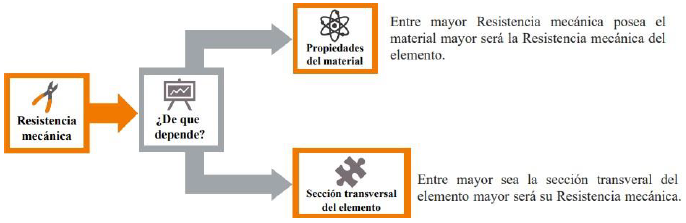 Resistencia
mecánica
¿De que
depende?
Propiedades
del material
Entre mayor Resistencia mecánica posea el
material mayor será la Resistencia mecánica del
elemento.
Sección transversal
del elemento
Entre mayor sea la sección transveral del
elemento mayor será su Resistencia mecánica.